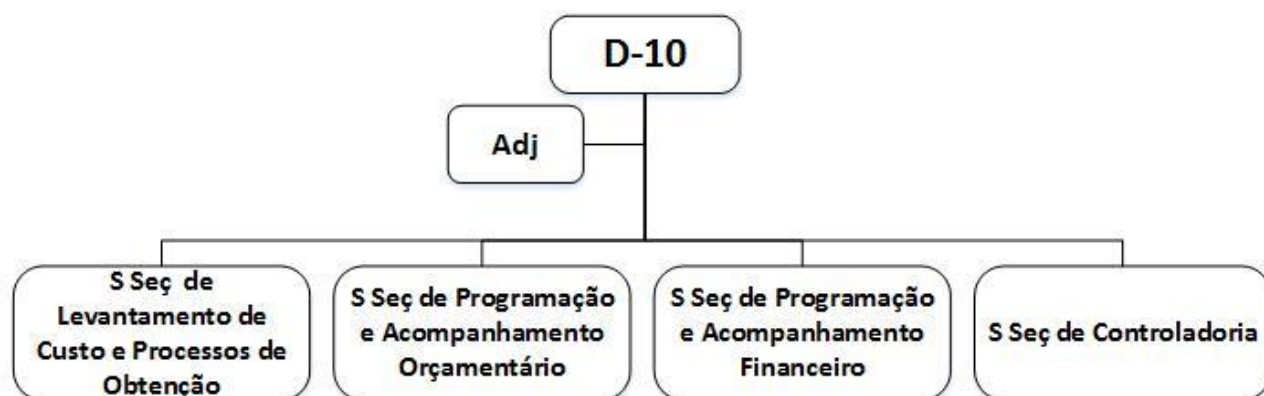 D-10
Adj
S Seç de
Levantamento de
Custo e Processos de
Obtenção
S Seç de Programação
e Acompanhamento
Orçamentário
S Seç de Programação
e Acompanhamento
Financeiro
S Seç de Controladoria